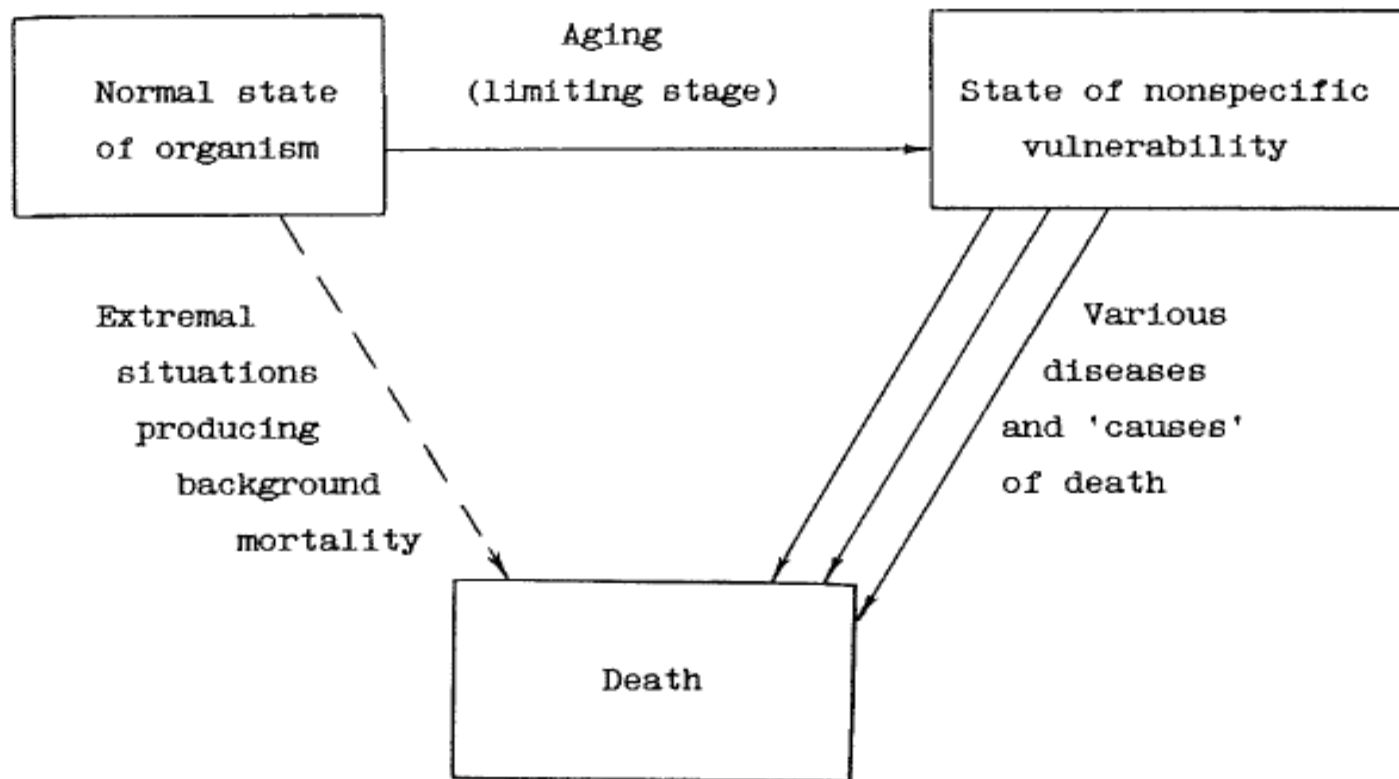 Normal state
of organism
Aging
(limiting stage)
State of nonspecific
vulnerability
Extremal
situations
producing
background
mortality
Various
diseases
and 'causes'
of death
Death